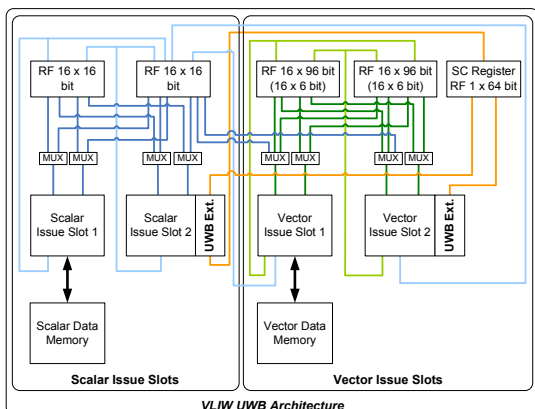 RF 16 x 16
bit
RF 16 x 16
bit
RF 16 x 96 bit
(16 x 6 bit)
RF 16 x 96 bit
(16 x 6 bit)
SC Register
RF 1 x 64 bit
MUX
MUX
MUX
MUX
MUX
MUX
MUX
MUX
Scalar
Issue Slot 1
Scalar
Issue Slot 2
UWB Ext.
Vector
Issue Slot 1
Vector
Issue Slot 2
UWB Ext.
Scalar Data
Memory
Vector Data
Memory
Scalar Issue Slots
Vector Issue Slots
VLIW UWB Architecture